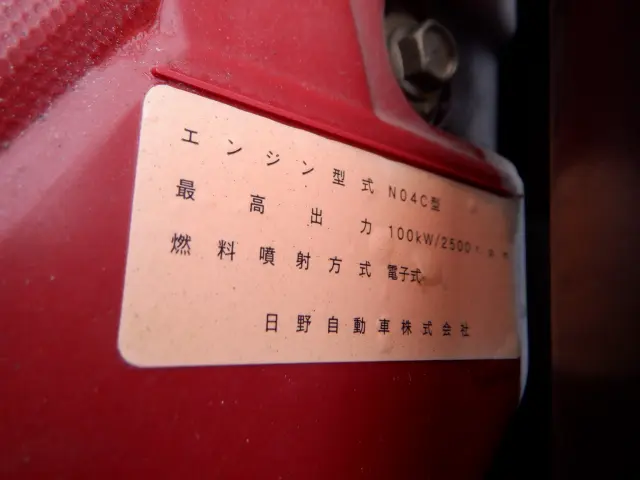 エンジン型式 N04C型
最高出力 100kW/2500r.p.m
燃料噴射方式 電子式
日野自動車株式会社